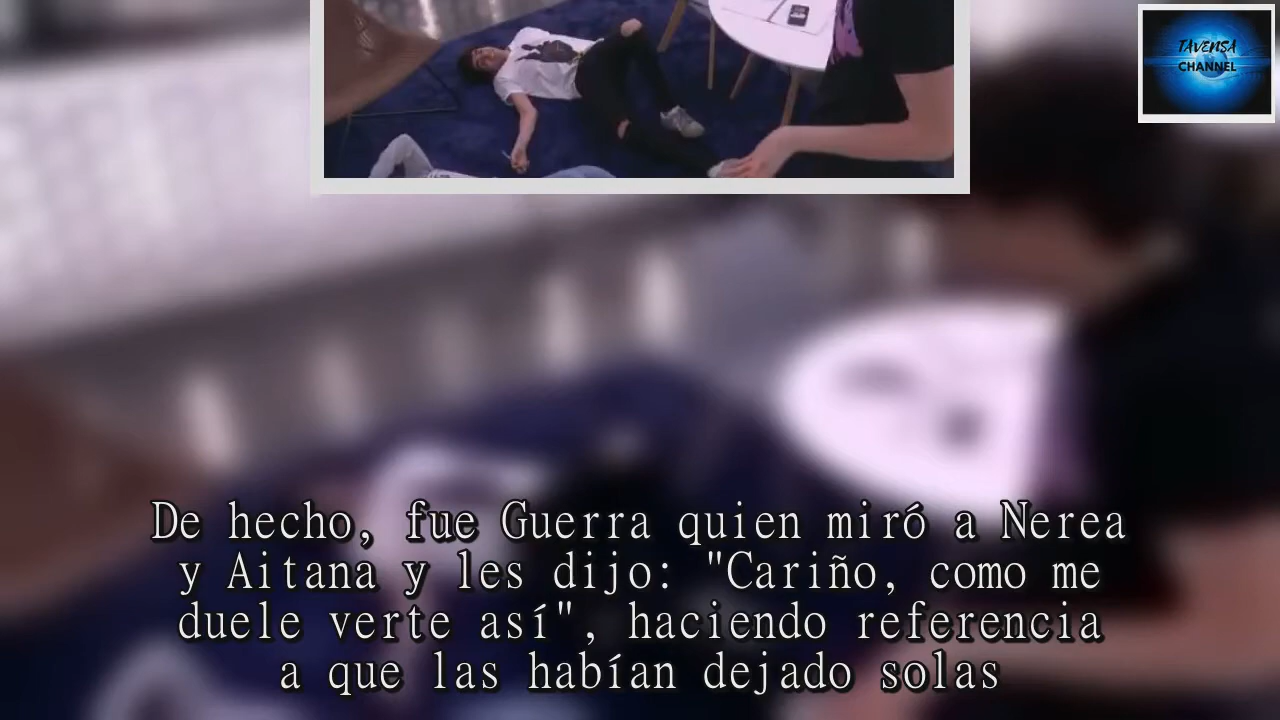 TAVENSA
CHANNEL
De hecho, fue Guerra quien miró a Nerea
y Aitana y les dijo: "Cariño, como me
duele verte así", haciendo referencia
a que las habían dejado solas